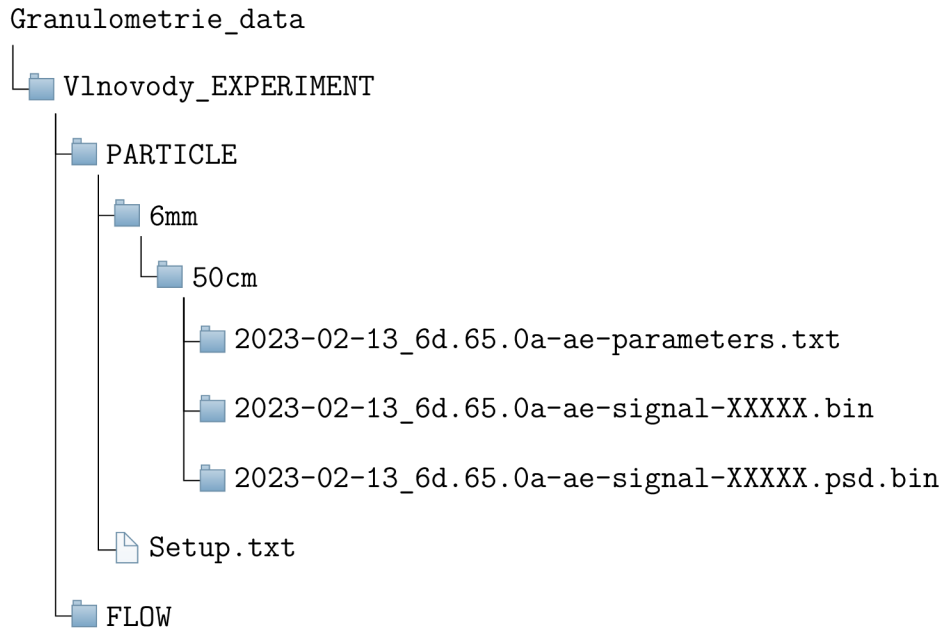 Granulometrie_data
Vlnovody_EXPERIMENT
PARTICLE
6mm
50cm
2023-02-13_6d.65.0a-ae-parameters.txt
2023-02-13_6d.65.0a-ae-signal-XXXXX.bin
2023-02-13_6d.65.0a-ae-signal-XXXXX.psd.bin
Setup.txt
FLOW